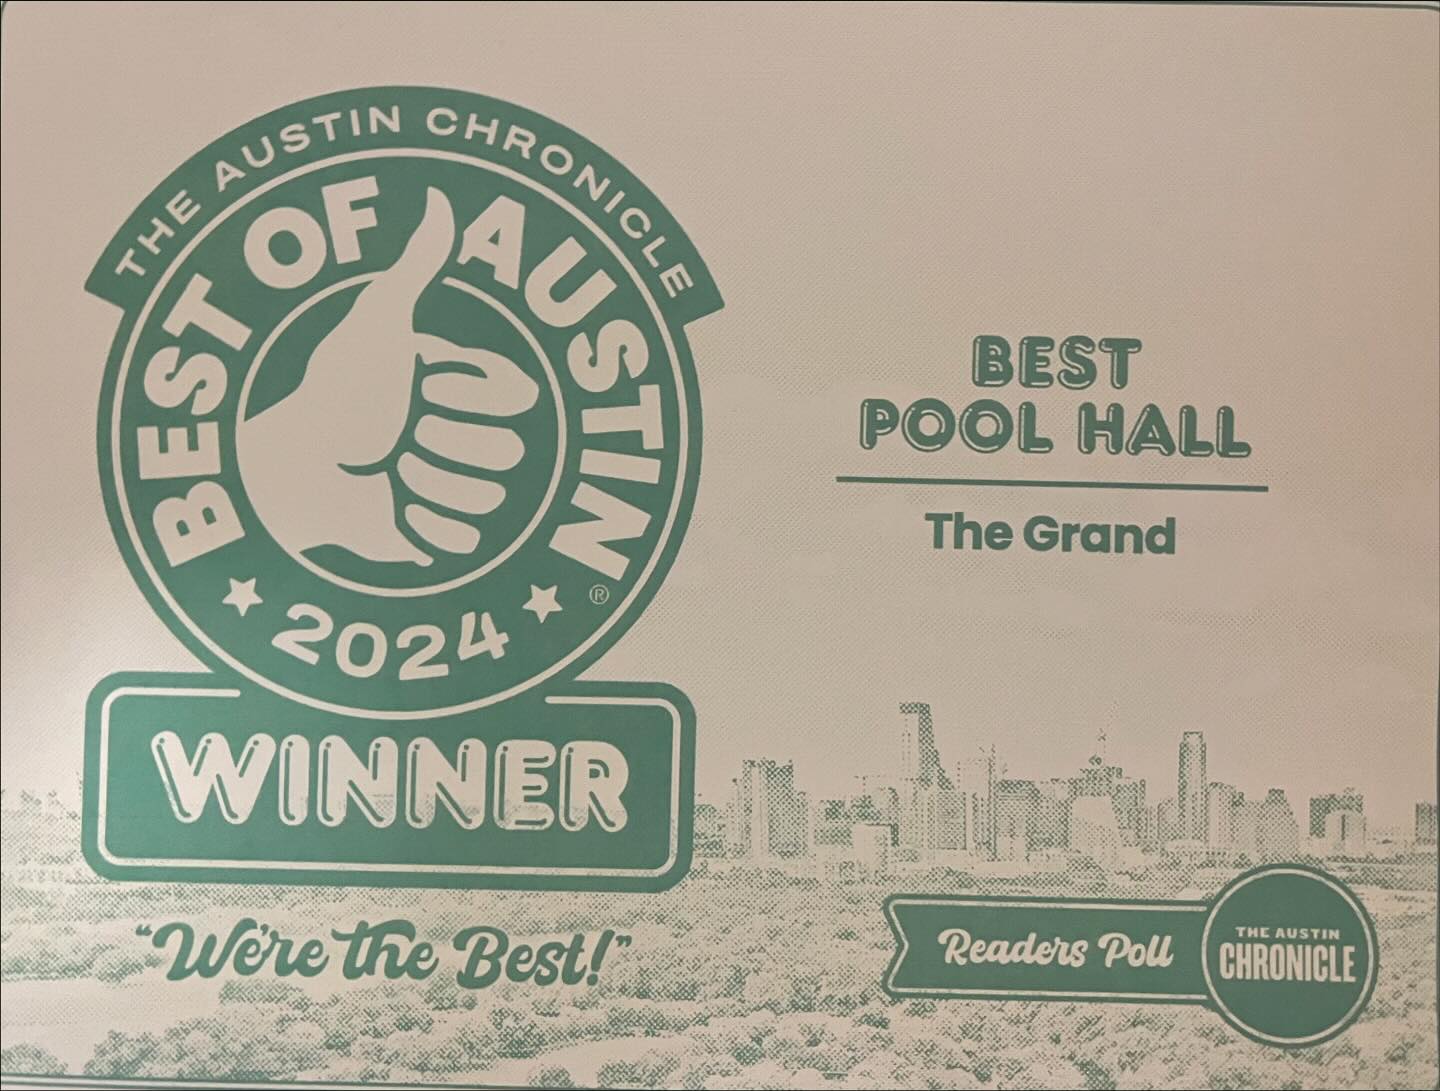 THE AUSTIN CHRONICLE
BEST OF AUSTIN
®
2024
WINNER
"We're the Best!"
BEST
POOL HALL
The Grand
Readers Poll
THE AUSTIN
CHRONICLE